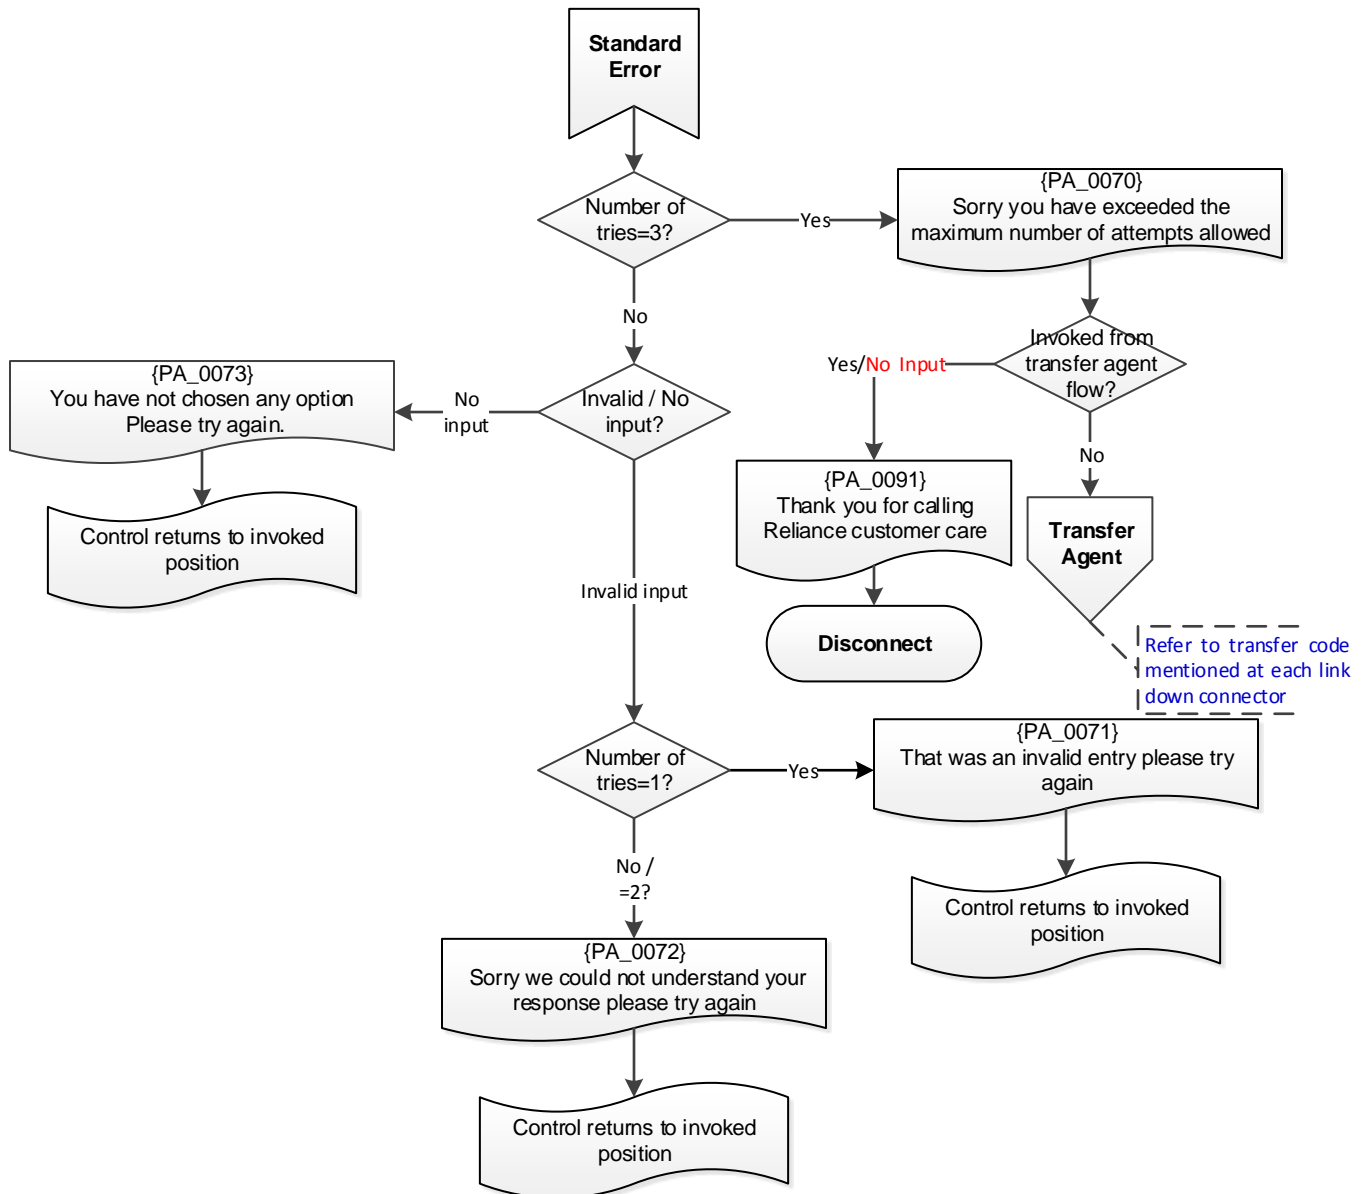 Standard
Error
Number of
tries=3?
Yes
{PA_0070}
Sorry you have exceeded the
maximum number of attempts allowed
No
Invoked from
transfer agent
flow?
Yes/No Input
No
{PA_0073}
You have not chosen any option
Please try again.
No
input
Invalid / No
input?
Control returns to invoked
position
{PA_0091}
Thank you for calling
Reliance customer care
Transfer
Agent
Invalid input
Disconnect
Refer to transfer code
mentioned at each link
down connector
Number of
tries=1?
Yes
{PA_0071}
That was an invalid entry please try
again
No /
=2?
Control returns to invoked
position
{PA_0072}
Sorry we could not understand your
response please try again
Control returns to invoked
position